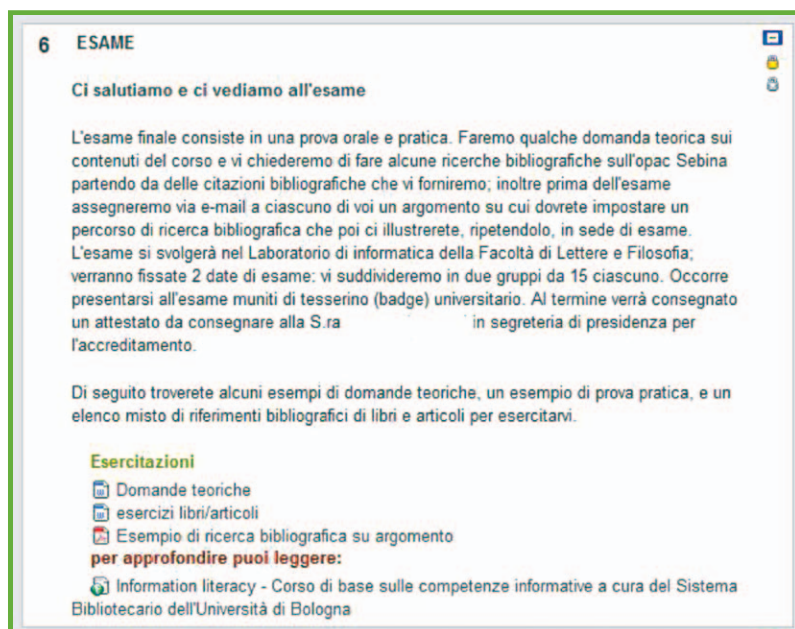 6 ESAME
Ci salutiamo e ci vediamo all'esame
L'esame finale consiste in una prova orale e pratica. Faremo qualche domanda teorica sui
contenuti del corso e vi chiederemo di fare alcune ricerche bibliografiche sull'opac Sebina
partendo da delle citazioni bibliografiche che vi forniremo; inoltre prima dell'esame
assegneremo via e-mail a ciascuno di voi un argomento su cui dovrete impostare un
percorso di ricerca bibliografica che poi ci illustrerete, ripetendolo, in sede di esame.
L'esame si svolgerà nel Laboratorio di informatica della Facoltà di Lettere e Filosofia;
verranno fissate 2 date di esame: vi suddivideremo in due gruppi da 15 ciascuno. Occorre
presentarsi all'esame muniti di tesserino (badge) universitario. Al termine verrà consegnato
un attestato da consegnare alla S.ra in segreteria di presidenza per
l'accreditamento.
Di seguito troverete alcuni esempi di domande teoriche, un esempio di prova pratica, e un
elenco misto di riferimenti bibliografici di libri e articoli per esercitarvi.
Esercitazioni
Domande teoriche
esercizi libri/articoli
Esempio di ricerca bibliografica su argomento
per approfondire puoi leggere:
Information literacy - Corso di base sulle competenze informative a cura del Sistema
Bibliotecario dell'Università di Bologna